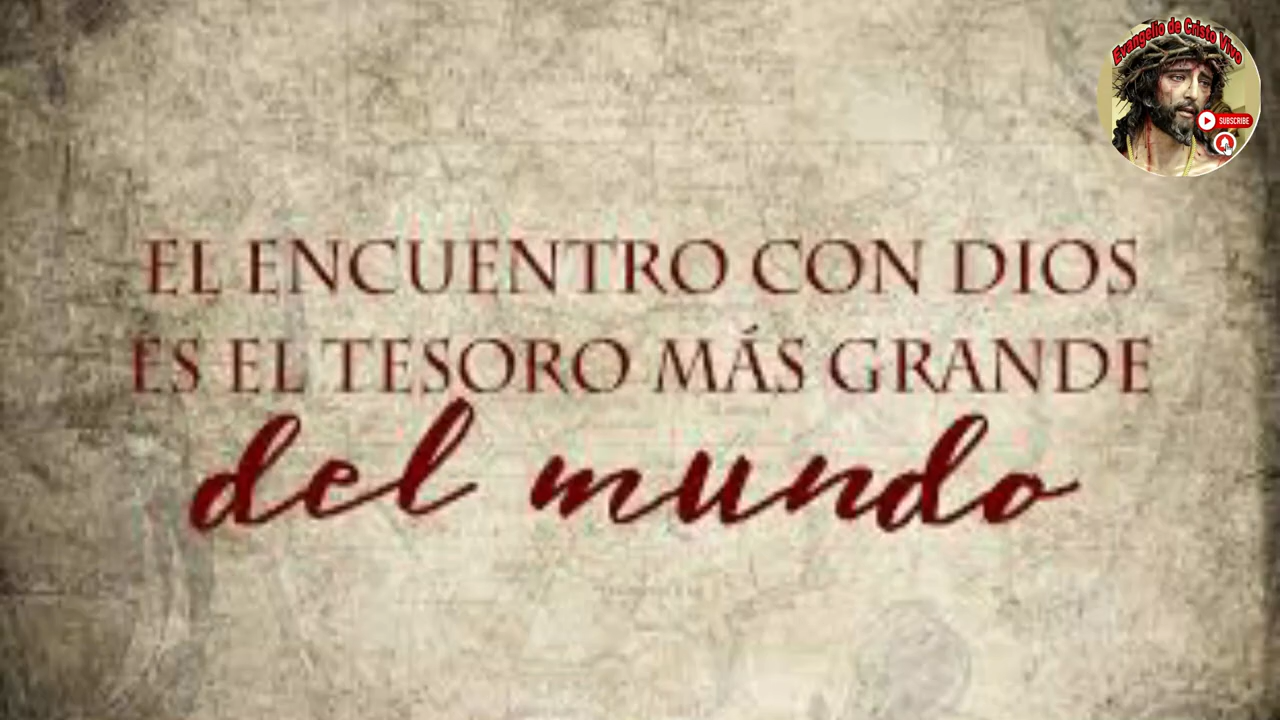 Evangelio de Cristo Vivo
SUBSCRIBE
EL ENCUENTRO CON DIOS
ES EL TESORO MÁS GRANDE
del mundo